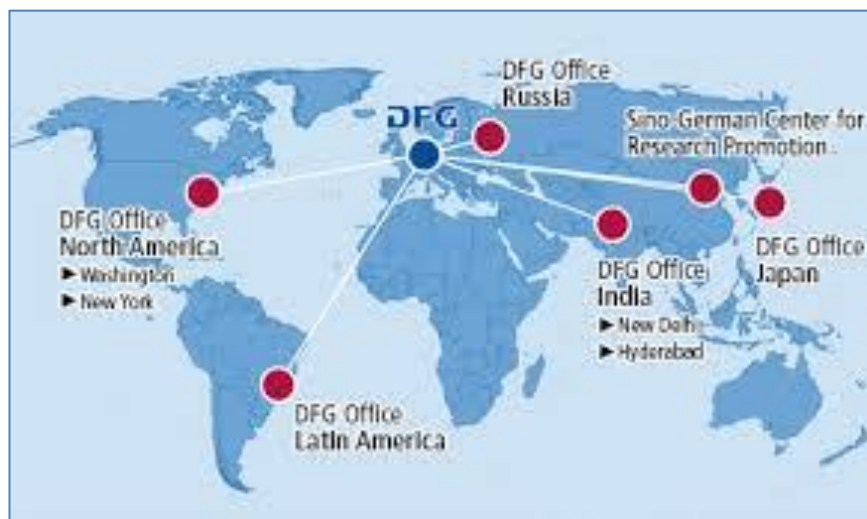 DFG
DFG Office
Russia
Sino-German Center for
Research Promotion
DFG Office
North America
► Washington
► New York
DFG Office
India
► New Delhi
► Hyderabad
DFG Office
Japan
DFG Office
Latin America